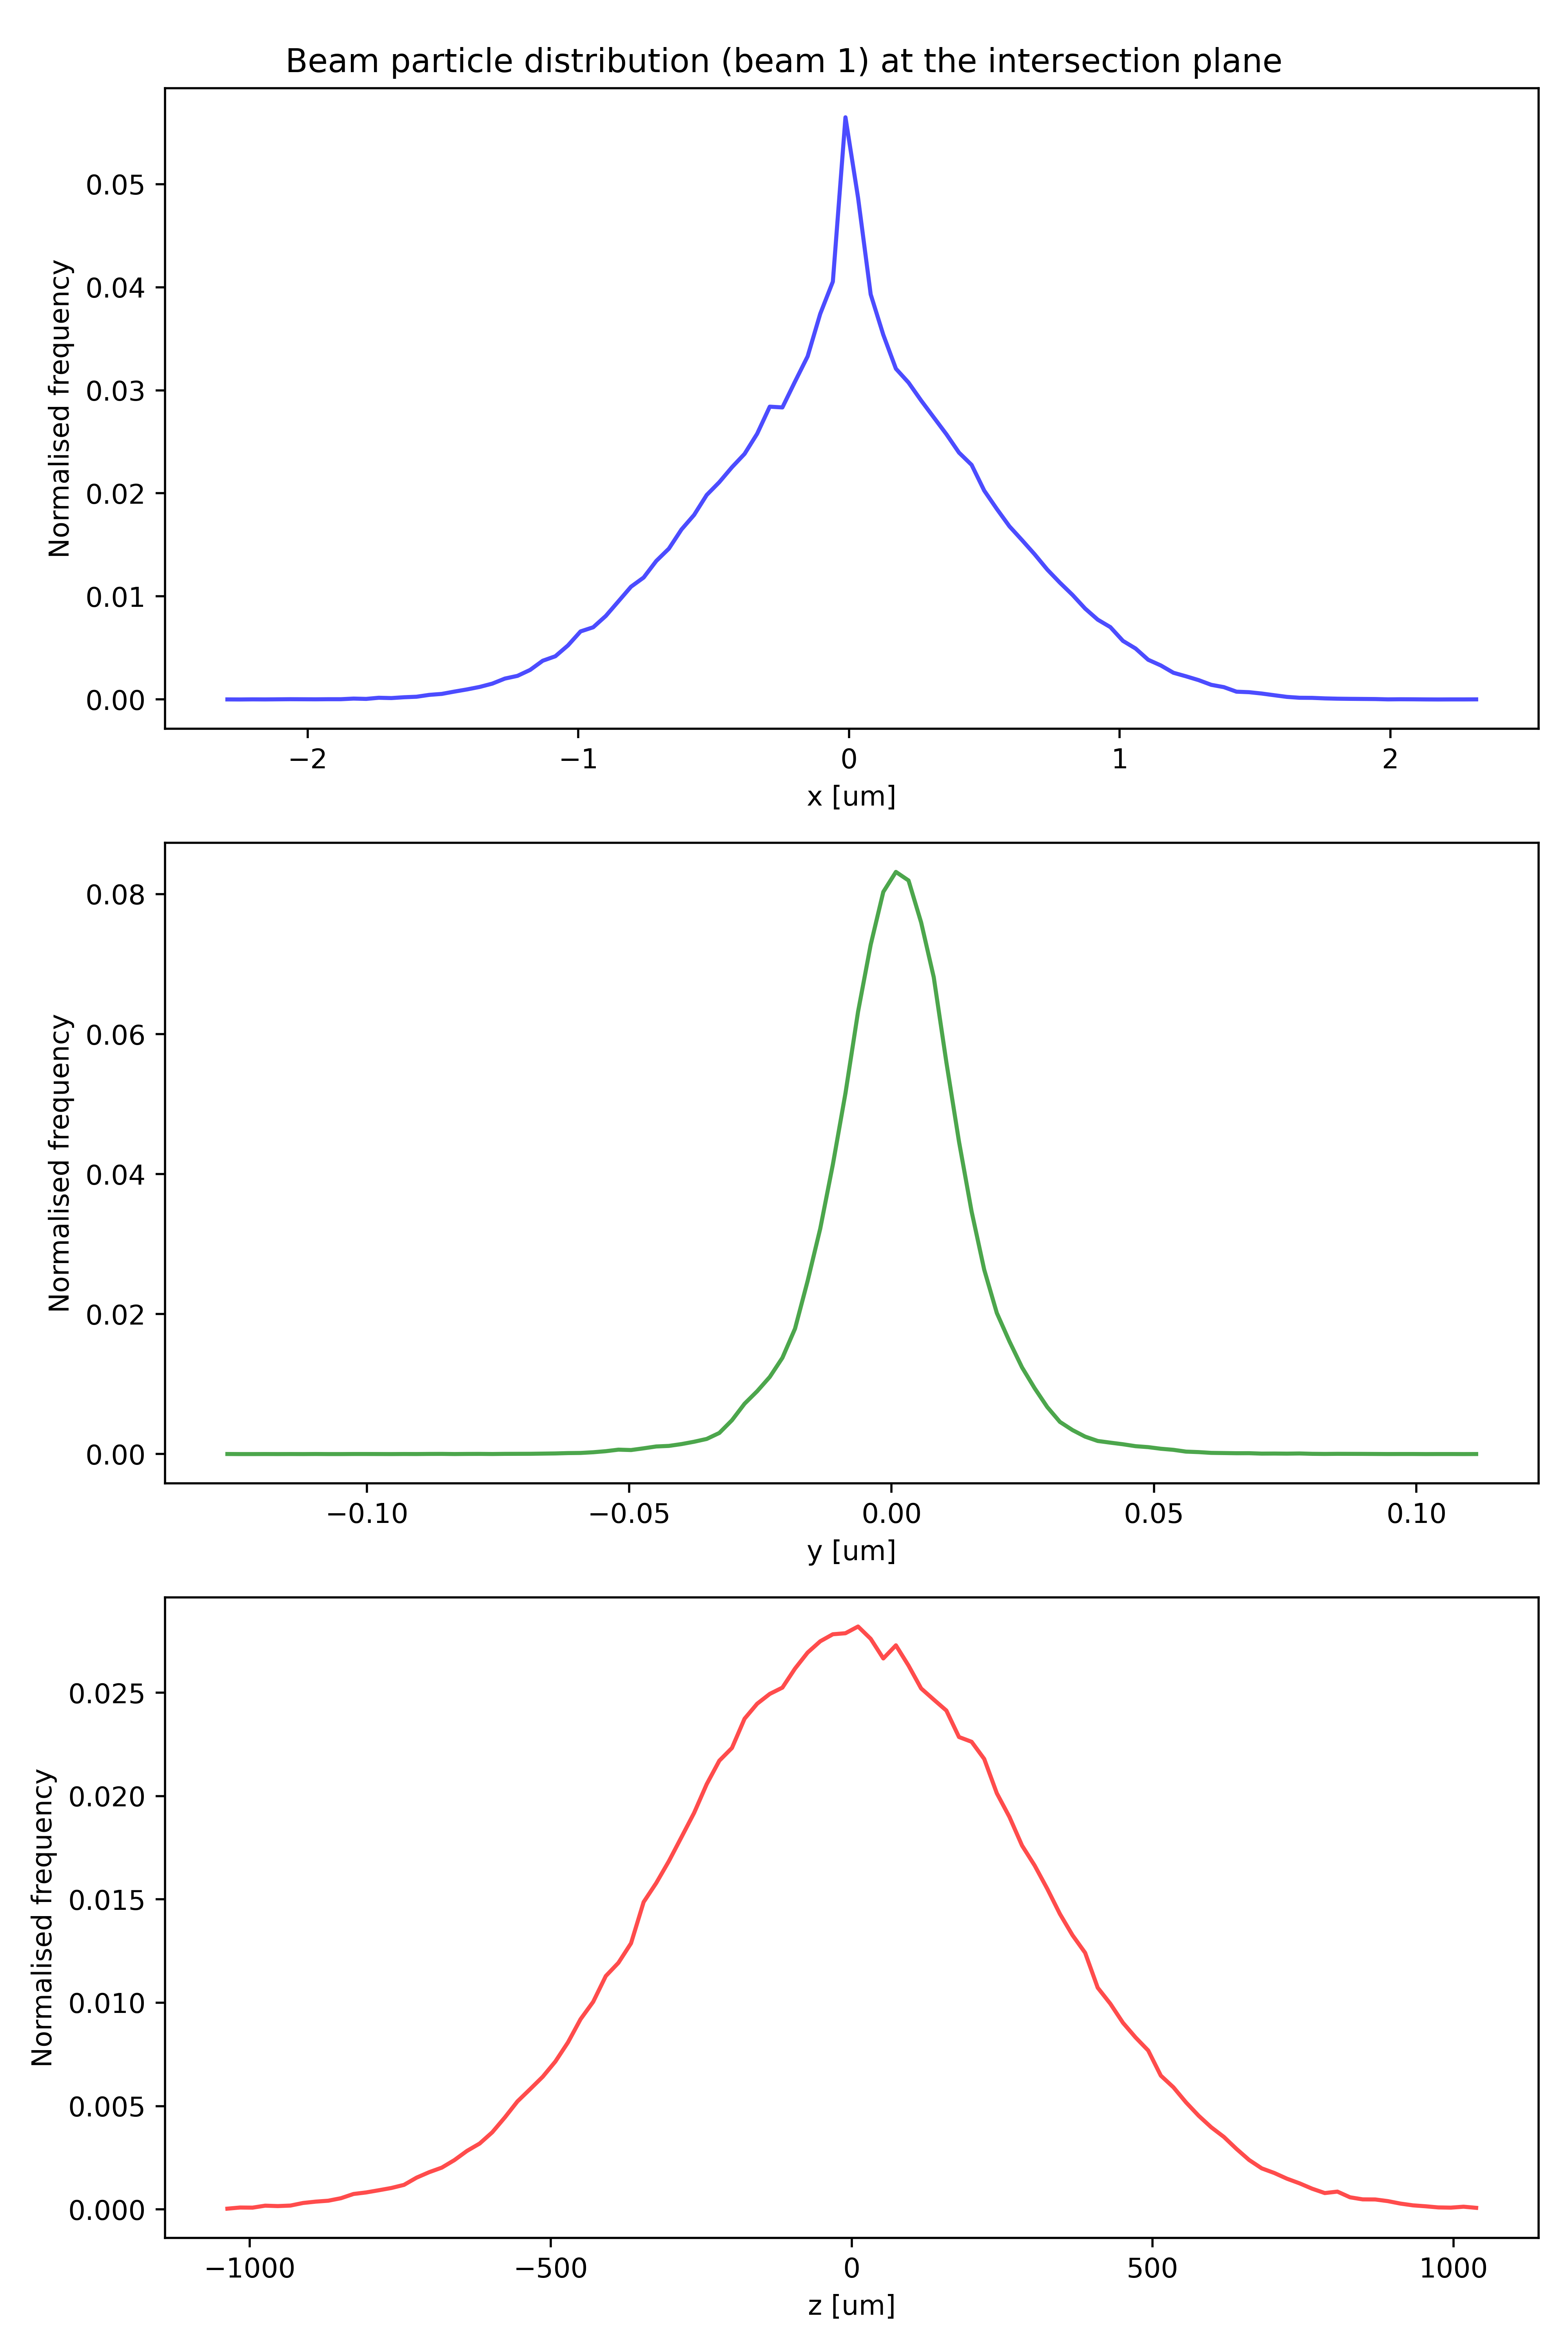 Beam particle distribution (beam 1) at the intersection plane
Normalised frequency
0.05
0.04
0.03
0.02
0.01
0.00
−2 −1 0 1 2
x [um]
Normalised frequency
0.08
0.06
0.04
0.02
0.00
−0.10 −0.05 0.00 0.05 0.10
y [um]
Normalised frequency
0.025
0.020
0.015
0.010
0.005
0.000
−1000 −500 0 500 1000
z [um]